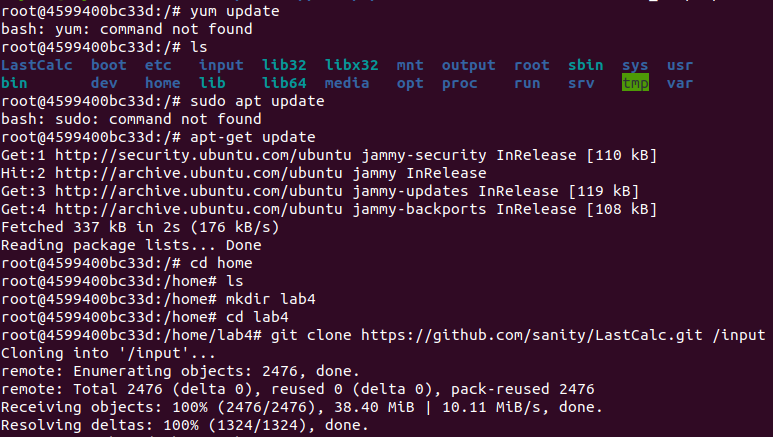 root@4599400bc33d:/# yum update
bash: yum: command not found
root@4599400bc33d:/# ls
LastCalc  boot  etc   input  lib32  libx32  mnt  output  root  sbin  sys  usr
bin       dev   home  lib    lib64  media   opt  proc    run   srv   tmp  var
root@4599400bc33d:/# sudo apt update
bash: sudo: command not found
root@4599400bc33d:/# apt-get update
Get:1 http://security.ubuntu.com/ubuntu jammy-security InRelease [110 kB]
Hit:2 http://archive.ubuntu.com/ubuntu jammy InRelease
Get:3 http://archive.ubuntu.com/ubuntu jammy-updates InRelease [119 kB]
Get:4 http://archive.ubuntu.com/ubuntu jammy-backports InRelease [108 kB]
Fetched 337 kB in 2s (176 kB/s)
Reading package lists... Done
root@4599400bc33d:/# cd home
root@4599400bc33d:/home# ls
root@4599400bc33d:/home# mkdir lab4
root@4599400bc33d:/home# cd lab4
root@4599400bc33d:/home/lab4# git clone https://github.com/sanity/LastCalc.git /input
Cloning into '/input'...
remote: Enumerating objects: 2476, done.
remote: Total 2476 (delta 0), reused 0 (delta 0), pack-reused 2476
Receiving objects: 100% (2476/2476), 38.40 MiB | 10.11 MiB/s, done.
Resolving deltas: 100% (1324/1324), done.